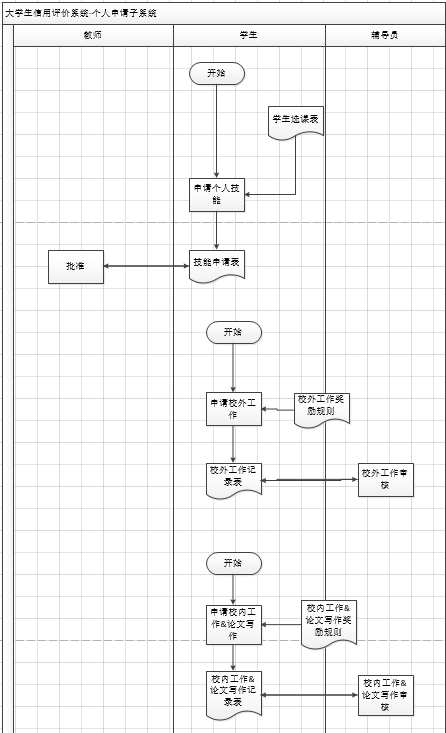 大学生信用评价系统-个人申请子系统
教师
学生
辅导员
开始
学生选课表
申请个人技
能
批准
技能申请表
开始
申请校外工
作
校外工作奖
励规则
校外工作记
录表
校外工作审
核
开始
申请校内工
作&论文写
作
校内工作&
论文写作奖
励规则
校内工作&
论文写作记
录表
校内工作&
论文写作审
核